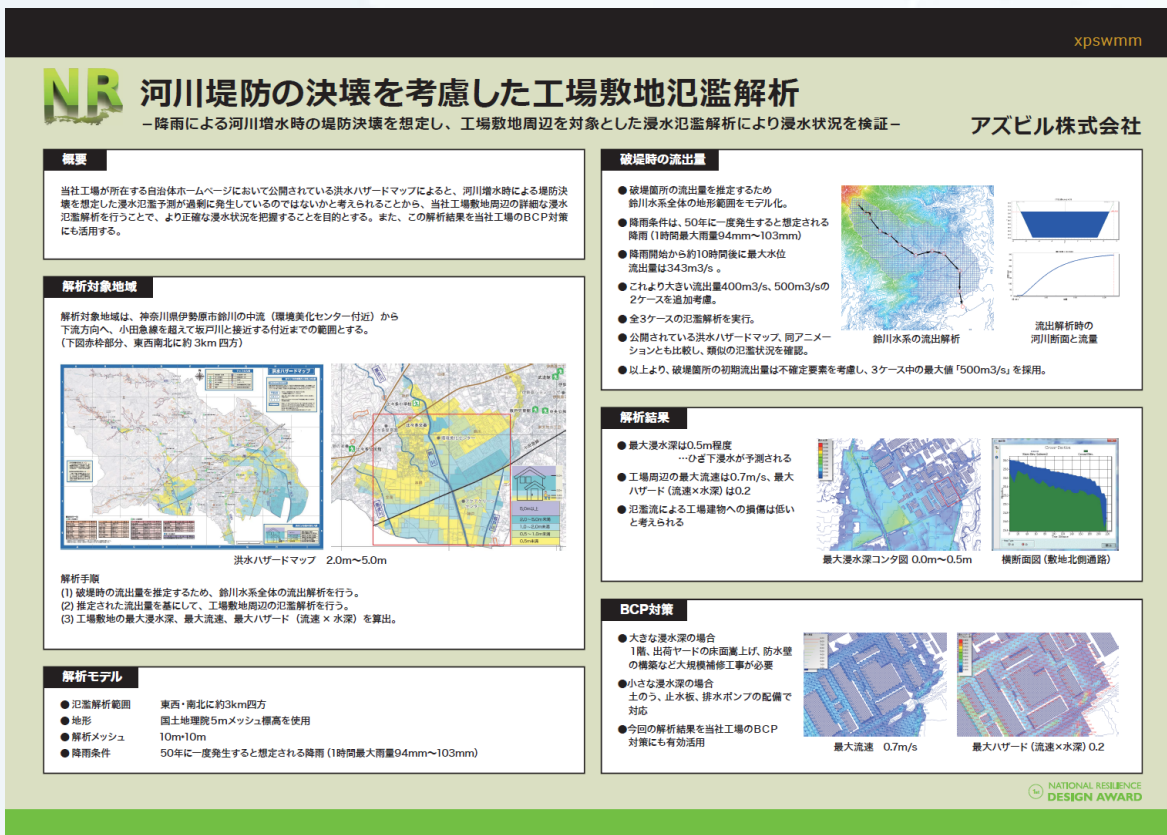 xpswmm
NR
河川堤防の決壊を考慮した工場敷地氾濫解析
−降雨による河川増水時の堤防決壊を想定し、工場敷地周辺を対象とした浸水氾濫解析により浸水状況を検証−
アズビル株式会社
概要
当社工場が所在する自治体ホームページにおいて公開されている洪水ハザードマップによると、河川増水時による堤防決
壊を想定した浸水氾濫予測が過剰に発生しているのではないかと考えられることから、当社工場敷地周辺の詳細な浸水
氾濫解析を行うことで、より正確な浸水状況を把握することを目的とする。また、この解析結果を当社工場のBCP対策
にも活用する。
解析対象地域
解析対象地域は、神奈川県伊勢原市鈴川の中流（環境美化センター付近）から
下流方向へ、小田急線を超えて坂戸川と接近する付近までの範囲とする。
（下図赤枠部分、東西南北に約3km四方）
洪水ハザードマップ
5.0m以上
2.0～5.0m未満
1.0～2.0m未満
0.5～1.0m未満
0.5m未満
洪水ハザードマップ 2.0m～5.0m
解析手順
(1) 破堤時の流出量を推定するため、鈴川水系全体の流出解析を行う。
(2) 推定された流出量を基にして、工場敷地周辺の氾濫解析を行う。
(3) 工場敷地の最大浸水深、最大流速、最大ハザード（流速 × 水深）を算出。
解析モデル
● 氾濫解析範囲 東西・南北に約3km四方
● 地形 国土地理院5mメッシュ標高を使用
● 解析メッシュ 10m*10m
● 降雨条件 50年に一度発生すると想定される降雨（1時間最大雨量94mm～103mm）
破堤時の流出量
● 破堤箇所の流出量を推定するため
鈴川水系全体の地形範囲をモデル化。
● 降雨条件は、50年に一度発生すると想定される
降雨（1時間最大雨量94mm～103mm）
● 降雨開始から約10時間後に最大水位
流出量は343m3/s 。
● これより大きい流出量400m3/s、500m3/sの
2ケースを追加考慮。
● 全3ケースの氾濫解析を実行。
● 公開されている洪水ハザードマップ、同アニメー
ションとも比較し、類似の氾濫状況を確認。
● 以上より、破堤箇所の初期流出量は不確定要素を考慮し、3ケース中の最大値「500m3/s」を採用。
鈴川水系の流出解析
流出解析時の
河川断面と流量
解析結果
● 最大浸水深は0.5m程度
…ひざ下浸水が予測される
● 工場周辺の最大流速は0.7m/s、最大
ハザード（流速×水深）は0.2
● 氾濫流による工場建物への損傷は低い
と考えられる
最大浸水深コンタ図 0.0m～0.5m
横断面図（敷地北側通路）
BCP対策
● 大きな浸水深の場合
1階、出荷ヤードの床面嵩上げ、防水壁
の構築など大規模補修工事が必要
●小さな浸水深の場合
土のう、止水板、排水ポンプの配備で
対応
● 今回の解析結果を当社工場のBCP
対策にも有効活用
最大流速 0.7m/s
最大ハザード（流速×水深）0.2
NATIONAL RESILIENCE
DESIGN AWARD